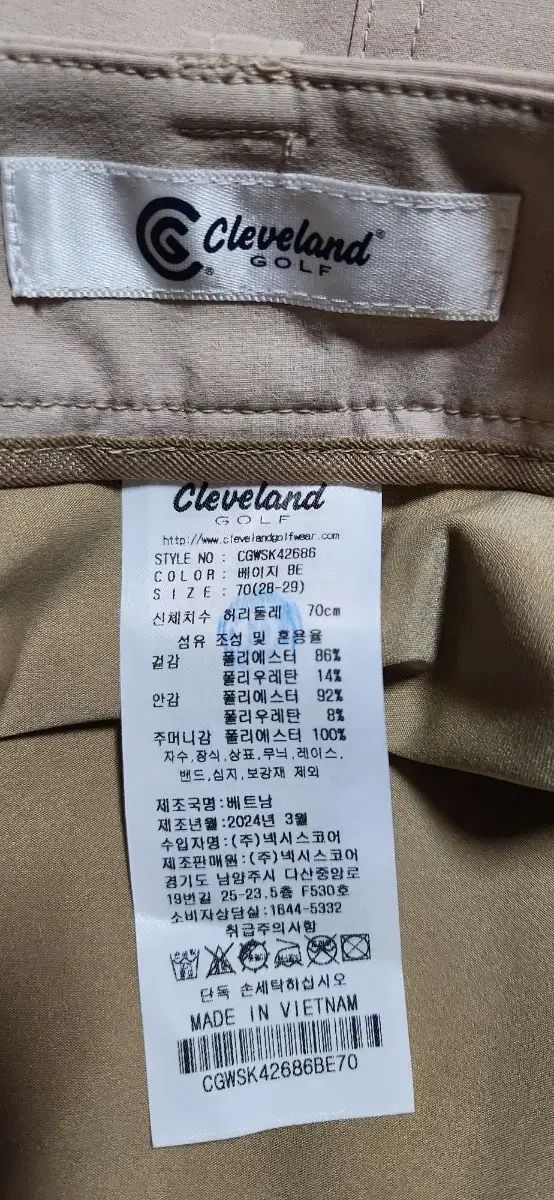 Cleveland®
GOLF
Cleveland
GOLF
http://www.clevelandgolfwear.com
STYLE NO : CGWSK42686
COLOR : 베이지 BE
SIZE : 70(28-29)
신체치수 허리둘레 70cm
섬유 조성 및 혼용율
겉감 폴리에스터 86%
폴리우레탄 14%
안감 폴리에스터 92%
폴리우레탄 8%
주머니감 폴리에스터 100%
자수,장식,상표,무늬,레이스,
밴드,심지,보강재 제외
제조국명:베트남
제조년월:2024년 3월
수입자명:(주)넥시스코어
제조판매원:(주)넥시스코어
경기도 남양주시 다산중앙로
19번길 25-23,5층 F530호
소비자상담실:1644-5332
취급주의사항
단독 손세탁하십시오
MADE IN VIETNAM
CGWSK42686BE70